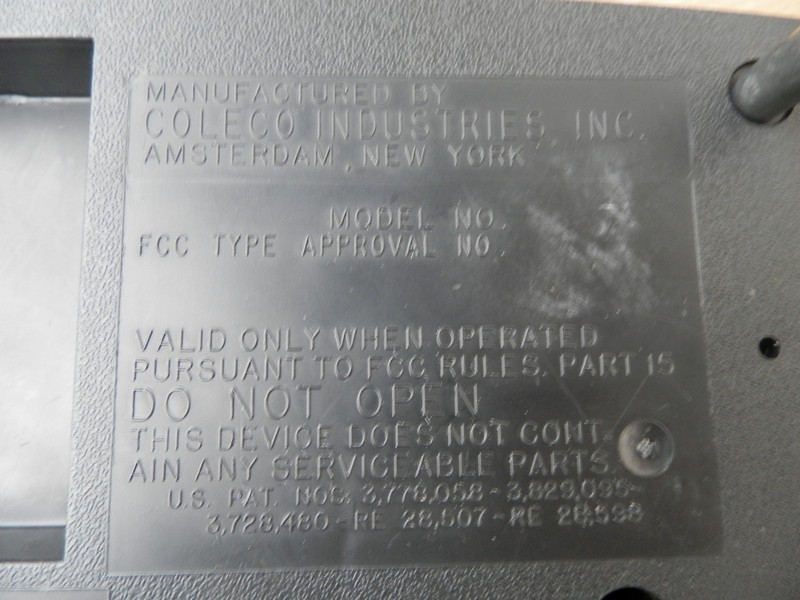 MANUFACTURED BY
COLECO INDUSTRIES, INC.
AMSTERDAM, NEW YORK
MODEL NO.
FCC TYPE APPROVAL NO.
VALID ONLY WHEN OPERATED
PURSUANT TO FCC RULES, PART 15
DO NOT OPEN
THIS DEVICE DOES NOT CONT-
AIN ANY SERVICEABLE PARTS.
U.S. PAT. NOS: 3,778,058 - 3,829,095-
3,728,480 - RE 28,507 - RE 28,598